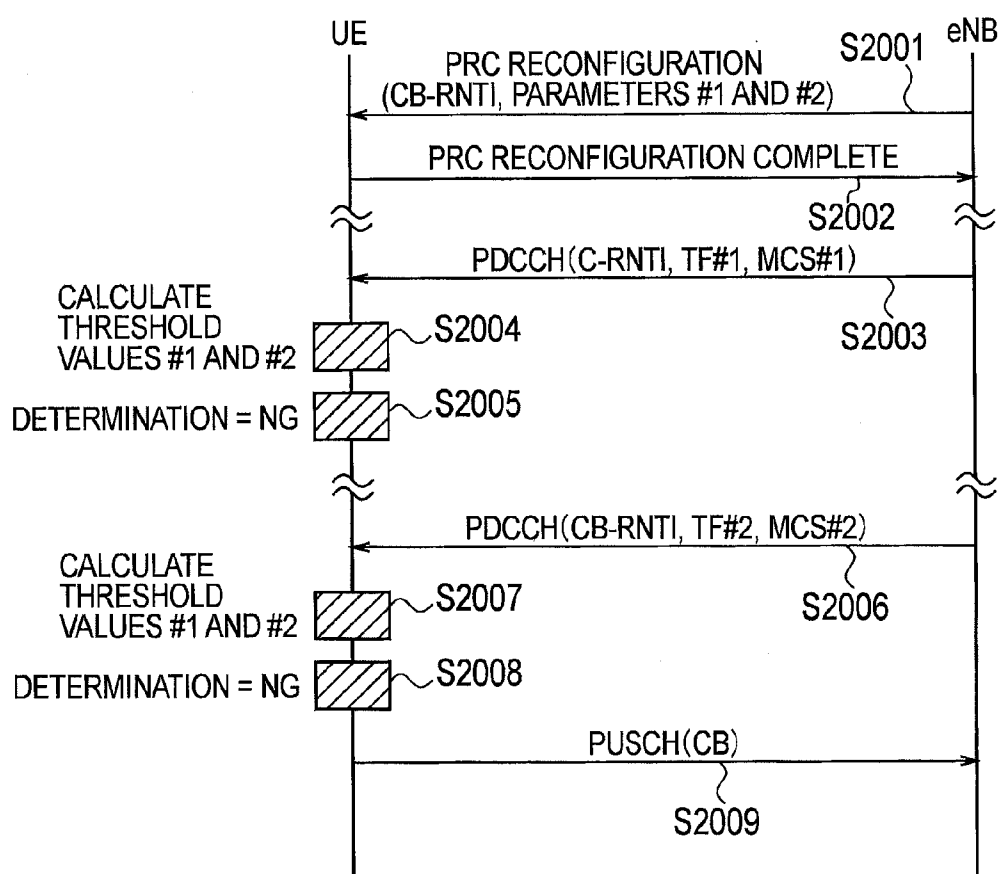 UE
eNB
S2001
PRC RECONFIGURATION
(CB-RNTI, PARAMETERS #1 AND #2)
PRC RECONFIGURATION COMPLETE
S2002
PDCCH(C-RNTI, TF#1, MCS#1)
S2003
CALCULATE
THRESHOLD
VALUES #1 AND #2
S2004
DETERMINATION = NG
S2005
PDCCH(CB-RNTI, TF#2, MCS#2)
S2006
CALCULATE
THRESHOLD
VALUES #1 AND #2
S2007
DETERMINATION = NG
S2008
PUSCH(CB)
S2009